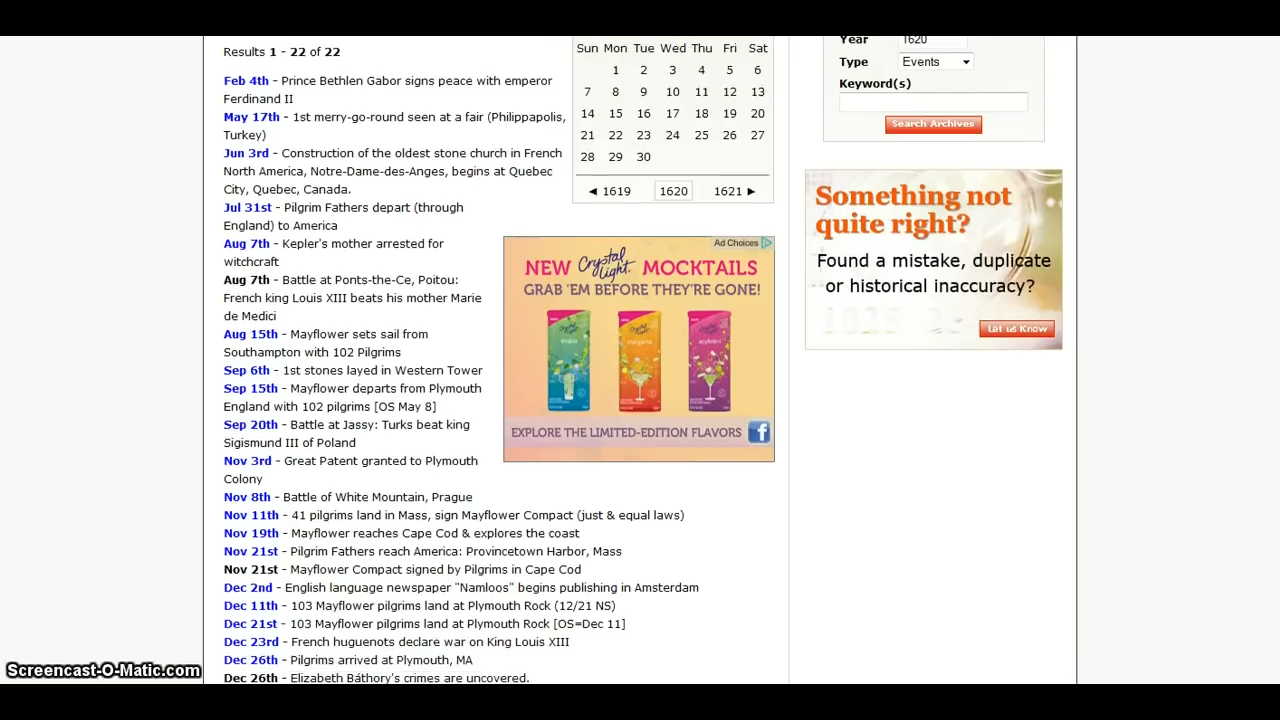 Results 1 - 22 of 22
Feb 4th - Prince Bethlen Gabor signs peace with emperor
Ferdinand II
May 17th - 1st merry-go-round seen at a fair (Philippapolis,
Turkey)
Jun 3rd - Construction of the oldest stone church in French
North America, Notre-Dame-des-Anges, begins at Quebec
City, Quebec, Canada.
Jul 31st - Pilgrim Fathers depart (through
England) to America
Aug 7th - Kepler's mother arrested for
witchcraft
Aug 7th - Battle at Ponts-the-Ce, Poitou:
French king Louis XIII beats his mother Marie
de Medici
Aug 15th - Mayflower sets sail from
Southampton with 102 Pilgrims
Sep 6th - 1st stones layed in Western Tower
Sep 15th - Mayflower departs from Plymouth
England with 102 pilgrims [OS May 8]
Sep 20th - Battle at Jassy: Turks beat king
Sigismund III of Poland
Nov 3rd - Great Patent granted to Plymouth
Colony
Nov 8th - Battle of White Mountain, Prague
Nov 11th - 41 pilgrims land in Mass, sign Mayflower Compact (just & equal laws)
Nov 19th - Mayflower reaches Cape Cod & explores the coast
Nov 21st - Pilgrim Fathers reach America: Provincetown Harbor, Mass
Nov 21st - Mayflower Compact signed by Pilgrims in Cape Cod
Dec 2nd - English language newspaper "Namloos" begins publishing in Amsterdam
Dec 11th - 103 Mayflower pilgrims land at Plymouth Rock (12/21 NS)
Dec 21st - 103 Mayflower pilgrims land at Plymouth Rock [OS=Dec 11]
Dec 23rd - French huguenots declare war on King Louis XIII
Dec 26th - Pilgrims arrived at Plymouth, MA
Dec 26th - Elizabeth Báthory's crimes are uncovered.
Sun Mon Tue Wed Thu Fri Sat
1 2 3 4 5 6
7 8 9 10 11 12 13
14 15 16 17 18 19 20
21 22 23 24 25 26 27
28 29 30
◄ 1619 1620 1621 ►
Ad Choices
NEW Crystal Light MOCKTAILS
GRAB 'EM BEFORE THEY'RE GONE!
mojito margarita appletini
EXPLORE THE LIMITED-EDITION FLAVORS f
Year 1620
Type Events
Keyword(s)
Search Archives
Something not
quite right?
Found a mistake, duplicate
or historical inaccuracy?
Let us Know
Screencast-O-Matic.com